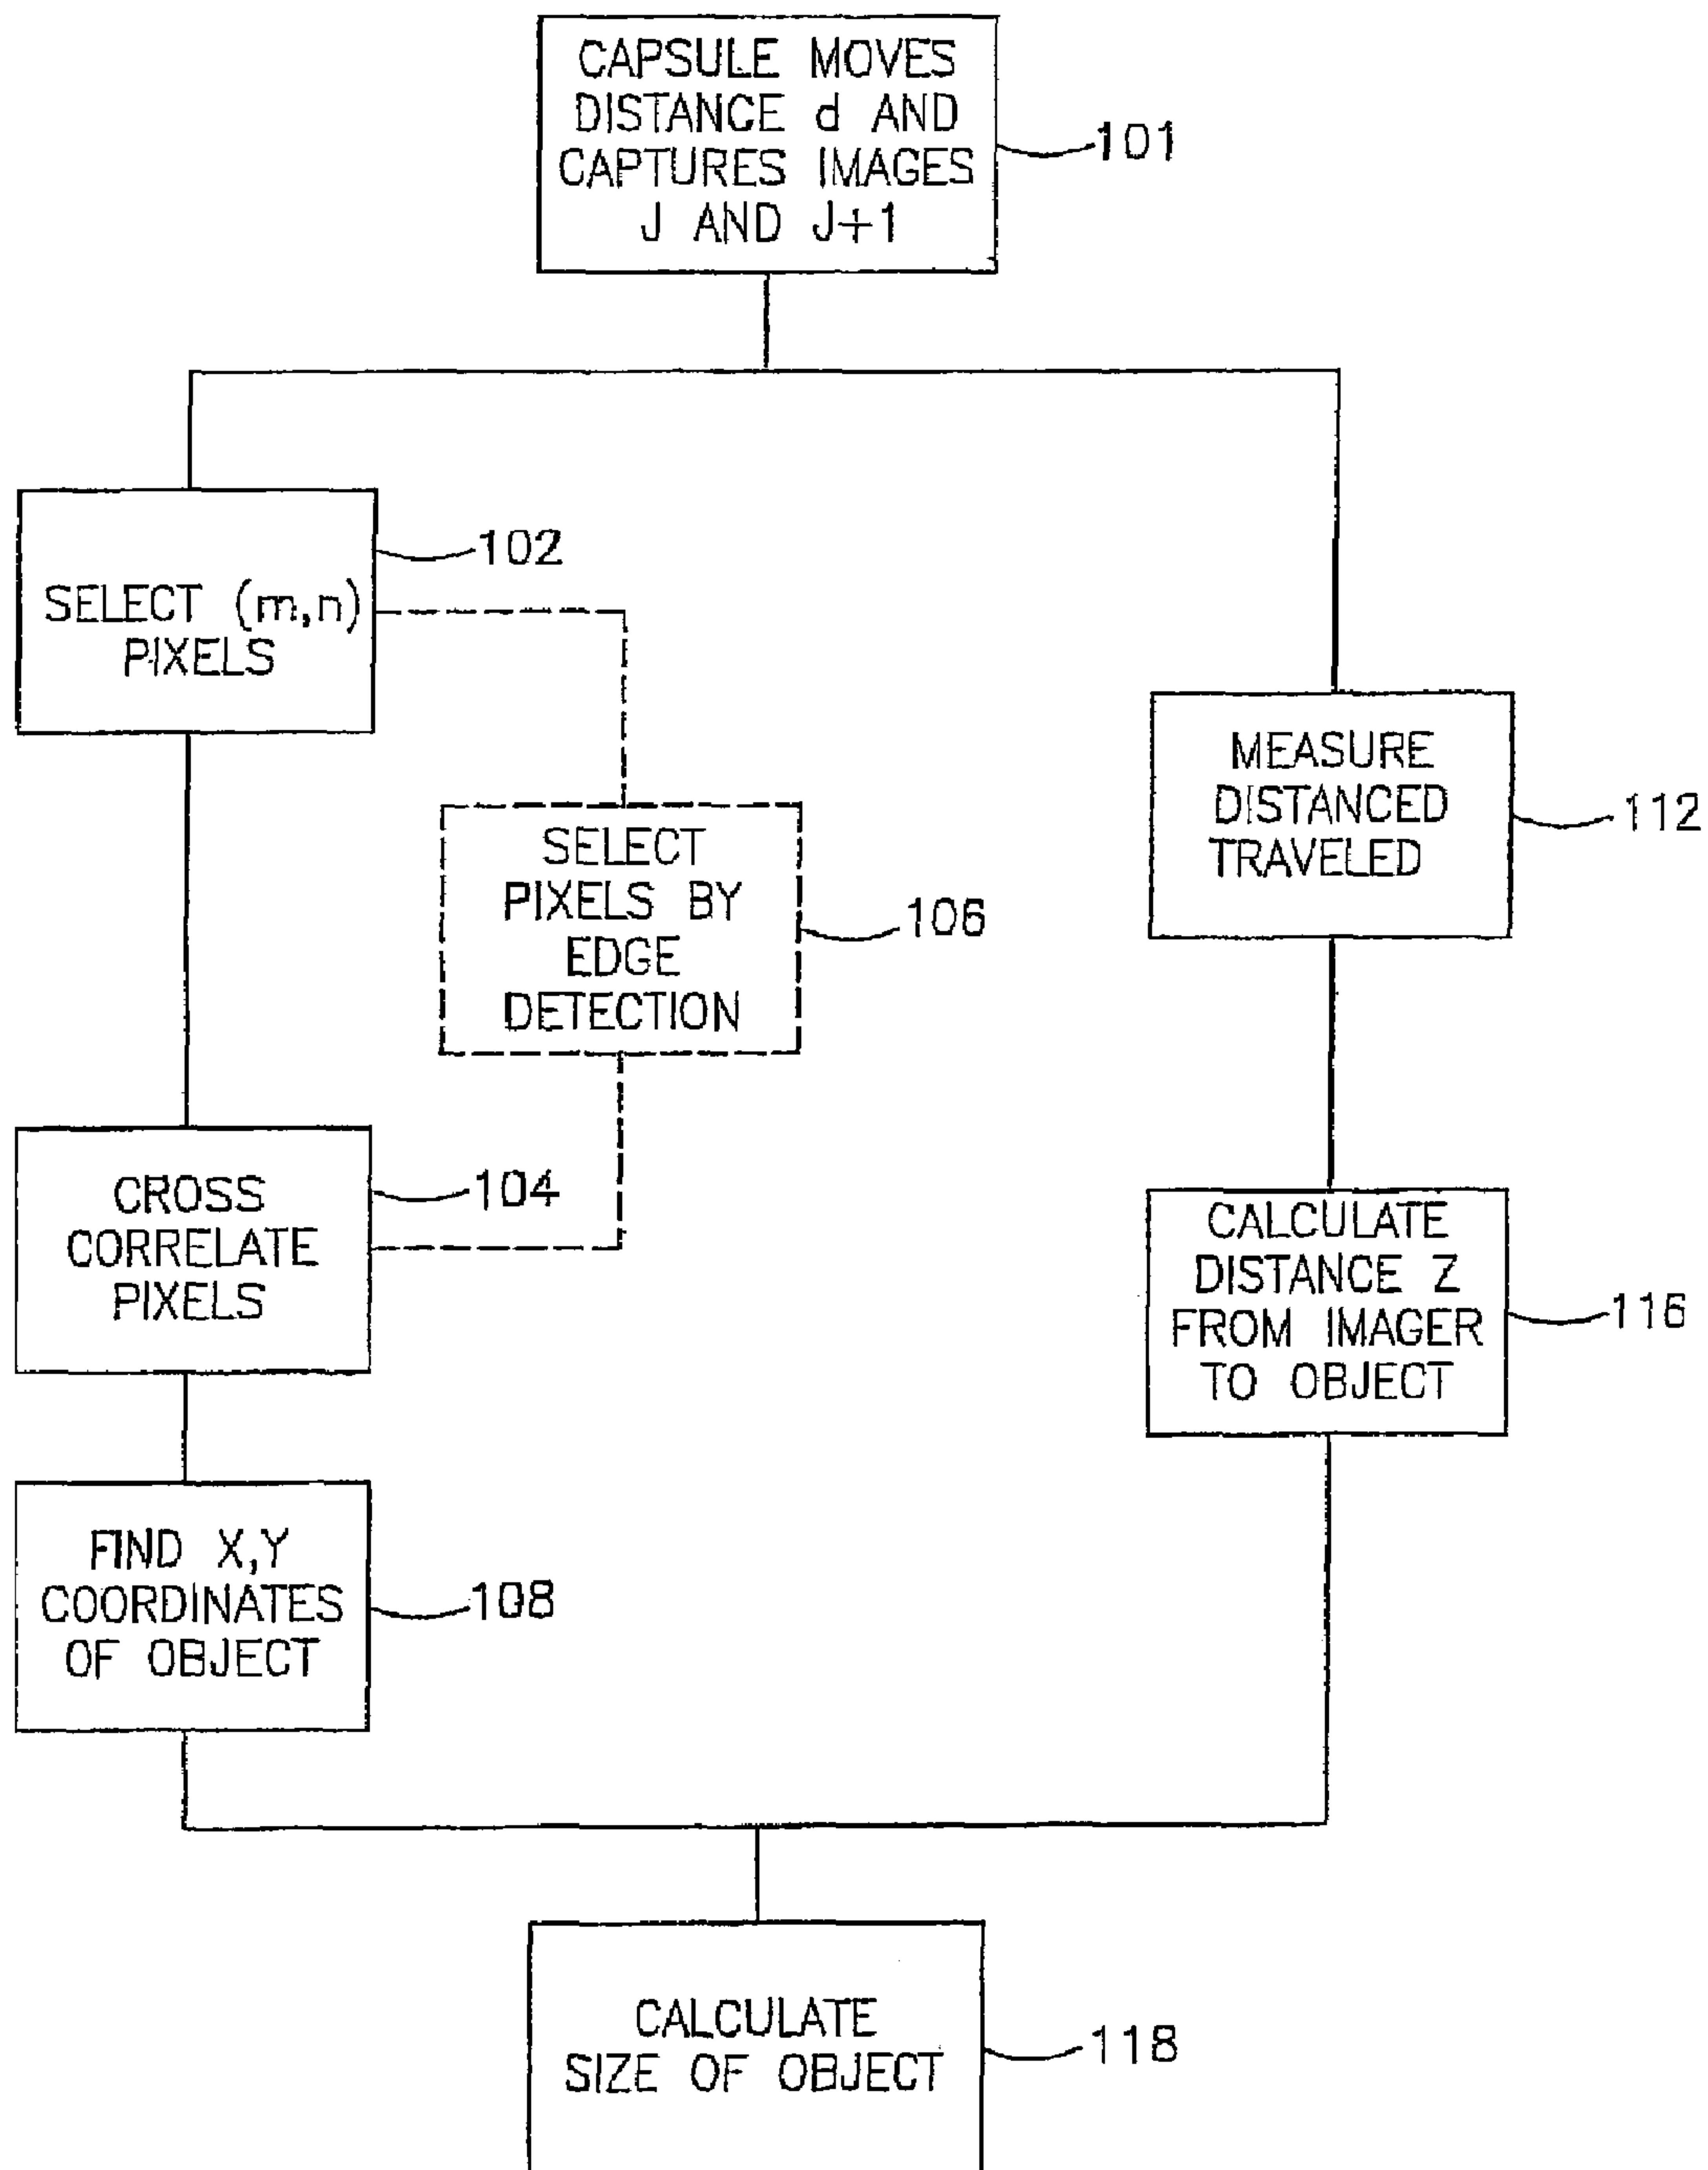 CAPSULE MOVES
DISTANCE d AND
CAPTURES IMAGES
J AND J+1
101
102
SELECT (m,n)
PIXELS
SELECT
PIXELS BY
EDGE
DETECTION
106
MEASURE
DISTANCED
TRAVELED
112
CROSS
CORRELATE
PIXELS
104
CALCULATE
DISTANCE Z
FROM IMAGER
TO OBJECT
116
FIND X,Y
COORDINATES
OF OBJECT
108
CALCULATE
SIZE OF OBJECT
118